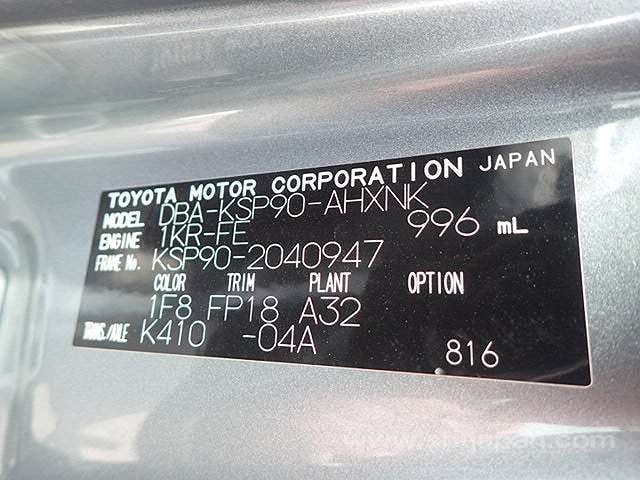 TOYOTA MOTOR CORPORATION JAPAN
MODEL DBA-KSP90-AHXNK
ENGINE 1KR-FE 996 mL
FRAME No. KSP90-2040947
COLOR TRIM PLANT OPTION
1F8 FP18 A32
TRANS./AXLE K410 -04A
816